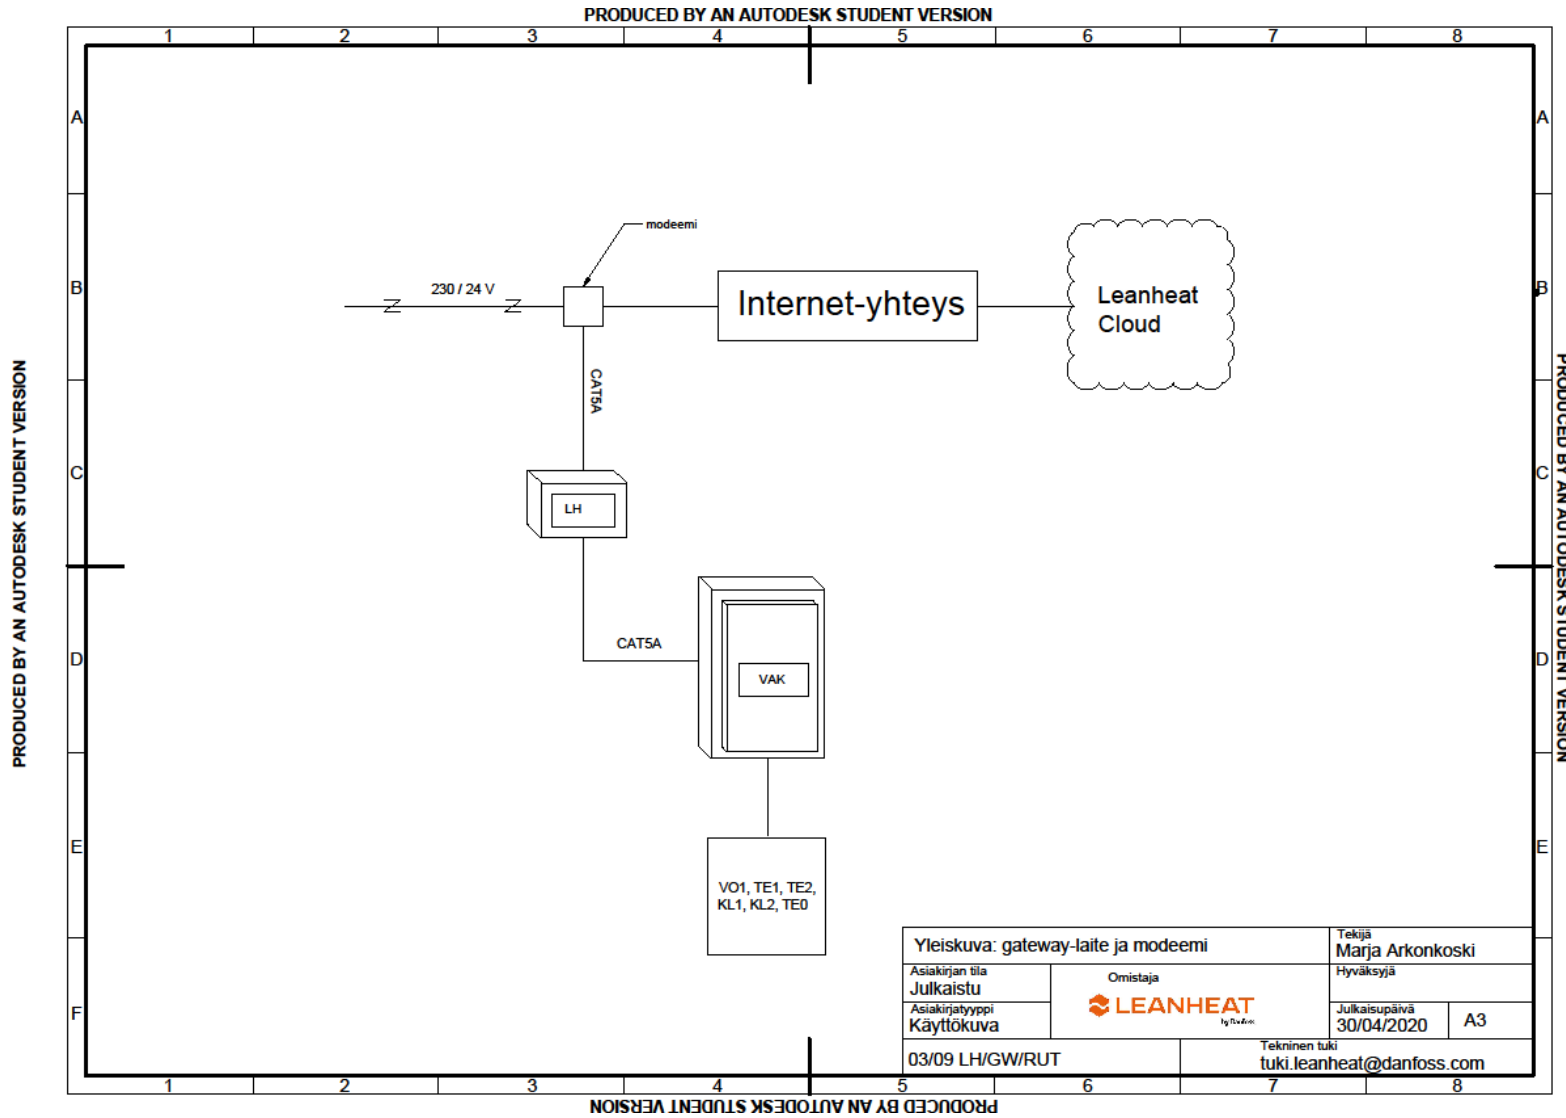 PRODUCED BY AN AUTODESK STUDENT VERSION
1 2 3 4 5 6 7 8
A A
modeemi
B B
230 / 24 V
Internet-yhteys
Leanheat
Cloud
CAT5A
PRODUCED BY AN AUTODESK STUDENT VERSION
PRODUCED BY AN AUTODESK STUDENT VERSION
C C
LH
CAT5A
D D
VAK
E E
VO1, TE1, TE2,
KL1, KL2, TE0
Yleiskuva: gateway-laite ja modeemi
Tekijä
Marja Arkonkoski
Asiakirjan tila
Julkaistu
Omistaja
LEANHEAT
by Danfoss
Hyväksyjä
F
Asiakirjatyyppi
Käyttökuva
Julkaisupäivä
30/04/2020
A3
03/09 LH/GW/RUT
Tekninen tuki
tuki.leanheat@danfoss.com
1 2 3 4 5 6 7 8
PRODUCED BY AN AUTODESK STUDENT VERSION